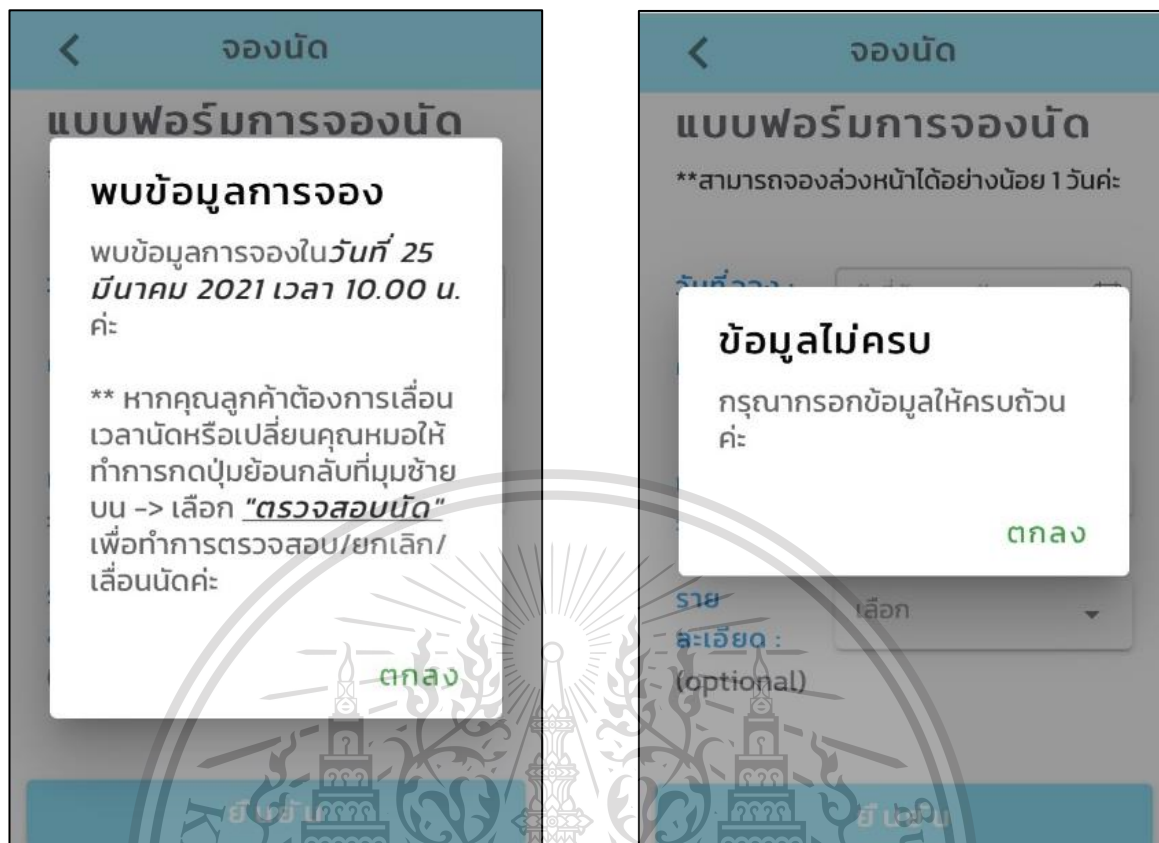 จองนัด
แบบฟอร์มการจองนัด
พบข้อมูลการจอง
พบข้อมูลการจองในวันที่ 25
มีนาคม 2021 เวลา 10.00 น.
ค่ะ
** หากคุณลูกค้าต้องการเลื่อน
เวลานัดหรือเปลี่ยนคุณหมอให้
ทำการกดปุ่มย้อนกลับที่มุมซ้าย
บน -> เลือก "ตรวจสอบนัด"
เพื่อทำการตรวจสอบ/ยกเลิก/
เลื่อนนัดค่ะ
ตกลง
ยืนยัน
จองนัด
แบบฟอร์มการจองนัด
**สามารถจองล่วงหน้าได้อย่างน้อย 1 วันค่ะ
วันที่จอง :
ข้อมูลไม่ครบ
กรุณากรอกข้อมูลให้ครบถ้วน
ค่ะ
ตกลง
ราย เลือก
ละเอียด :
(optional)
ยืนยัน